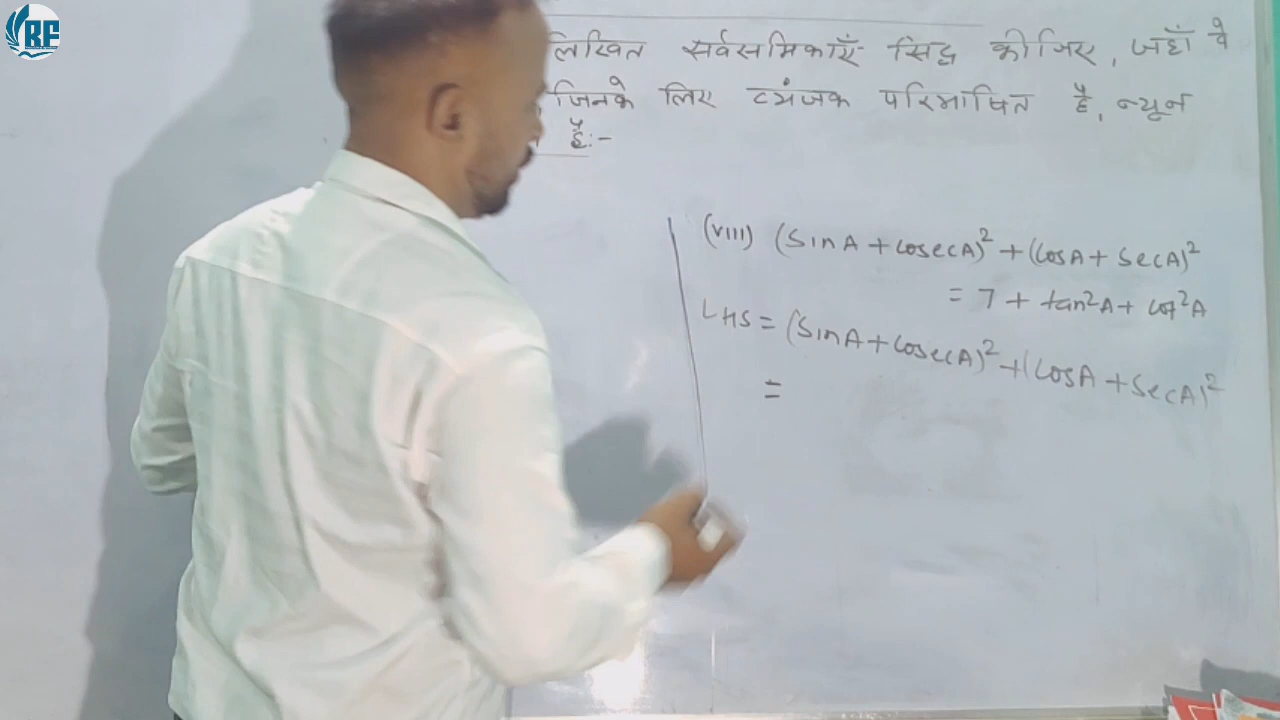 RF
लिखित सर्वसमिकाएँ सिद्ध कीजिए, जहाँ वे
जिनके लिए व्यंजक परिभाषित है, न्यून
है:-
(VIII) (SinA + cosecA)² + (cosA + SecA)²
= 7 + tan²A + cot²A
LHS = (SinA + cosecA)² + (cosA + SecA)²
=